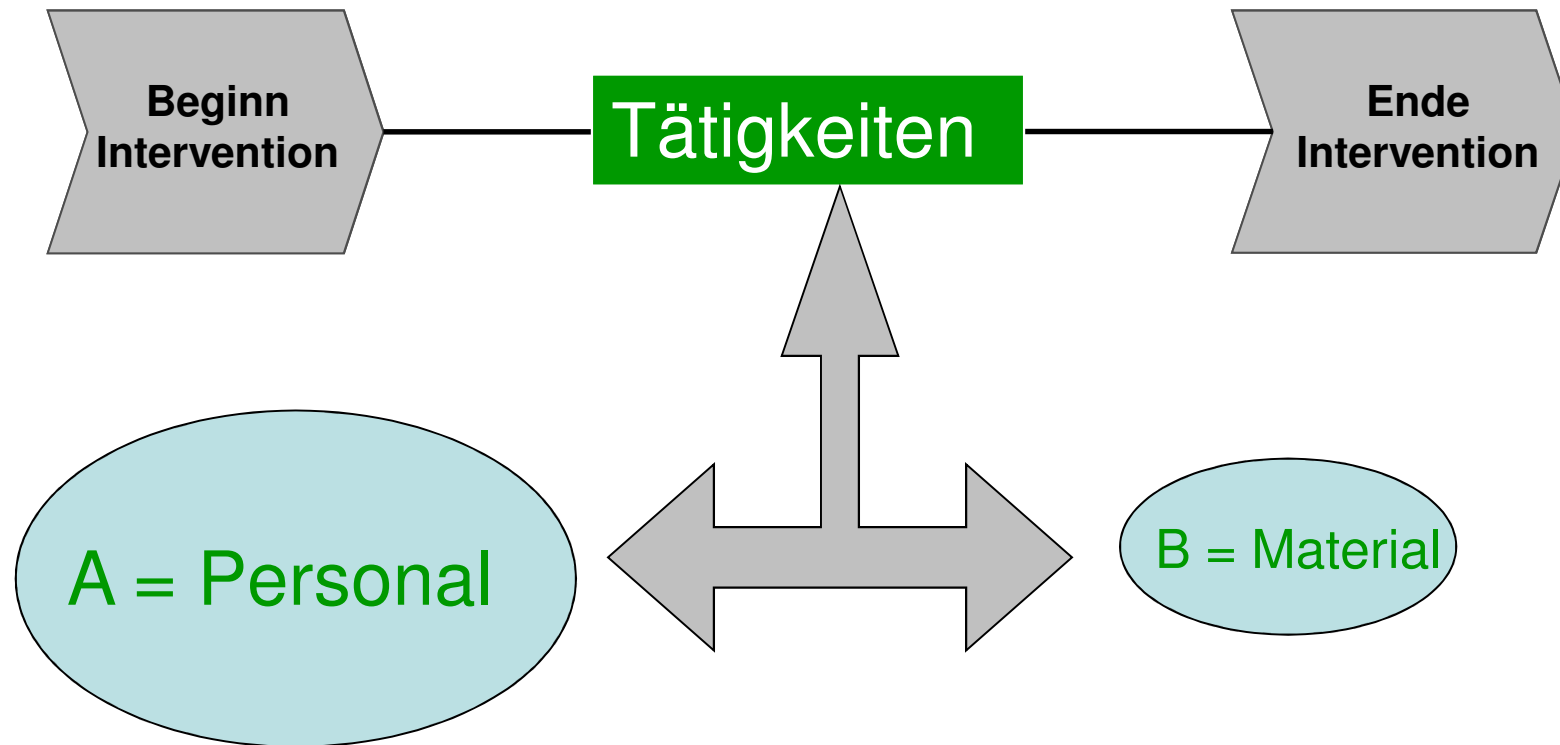 Beginn
Intervention
Tätigkeiten
Ende
Intervention
A = Personal
B = Material